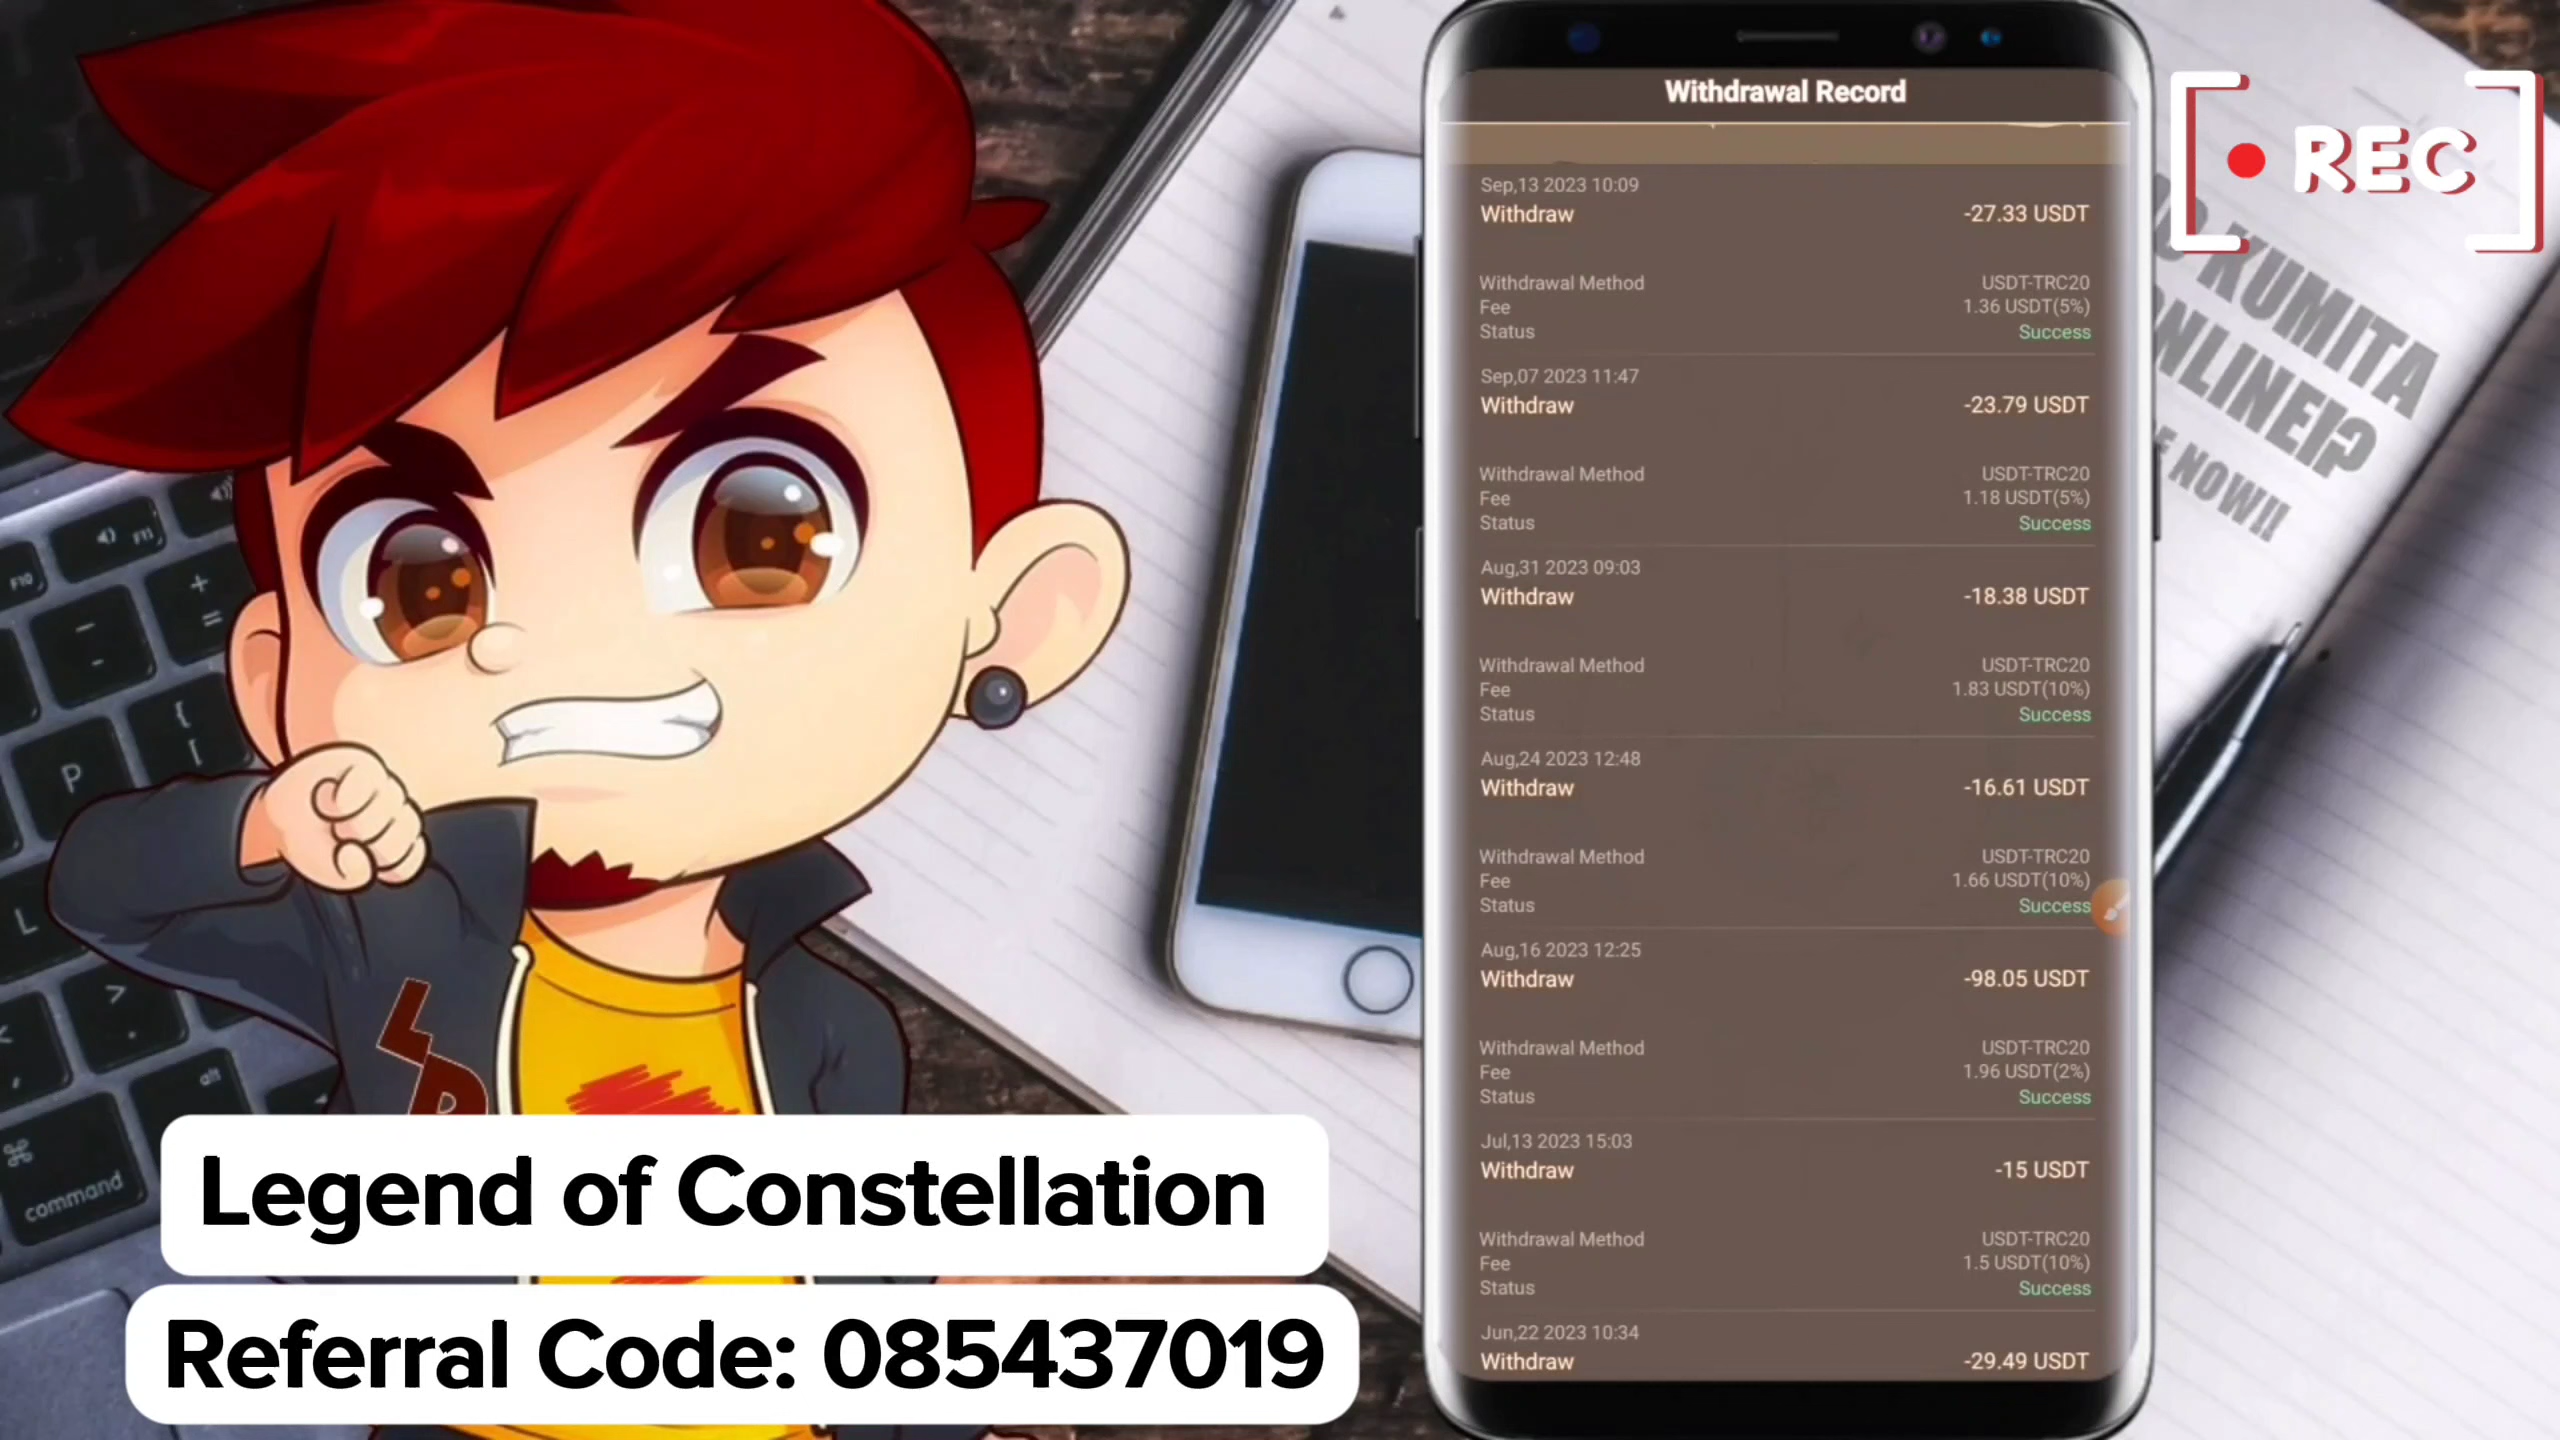 Withdrawal Record
Sep,13 2023 10:09
Withdraw -27.33 USDT
Withdrawal Method USDT-TRC20
Fee 1.36 USDT(5%)
Status Success
Sep,07 2023 11:47
Withdraw -23.79 USDT
Withdrawal Method USDT-TRC20
Fee 1.18 USDT(5%)
Status Success
Aug,31 2023 09:03
Withdraw -18.38 USDT
Withdrawal Method USDT-TRC20
Fee 1.83 USDT(10%)
Status Success
Aug,24 2023 12:48
Withdraw -16.61 USDT
Withdrawal Method USDT-TRC20
Fee 1.66 USDT(10%)
Status Success
Aug,16 2023 12:25
Withdraw -98.05 USDT
Withdrawal Method USDT-TRC20
Fee 1.96 USDT(2%)
Status Success
Jul,13 2023 15:03
Withdraw -15 USDT
Withdrawal Method USDT-TRC20
Fee 1.5 USDT(10%)
Status Success
Jun,22 2023 10:34
Withdraw -29.49 USDT
REC
KUMITA
NOW!!
F10
F11
+
=
-
P
{
[
L
>
.
alt
⌘
command
Legend of Constellation
Referral Code: 085437019